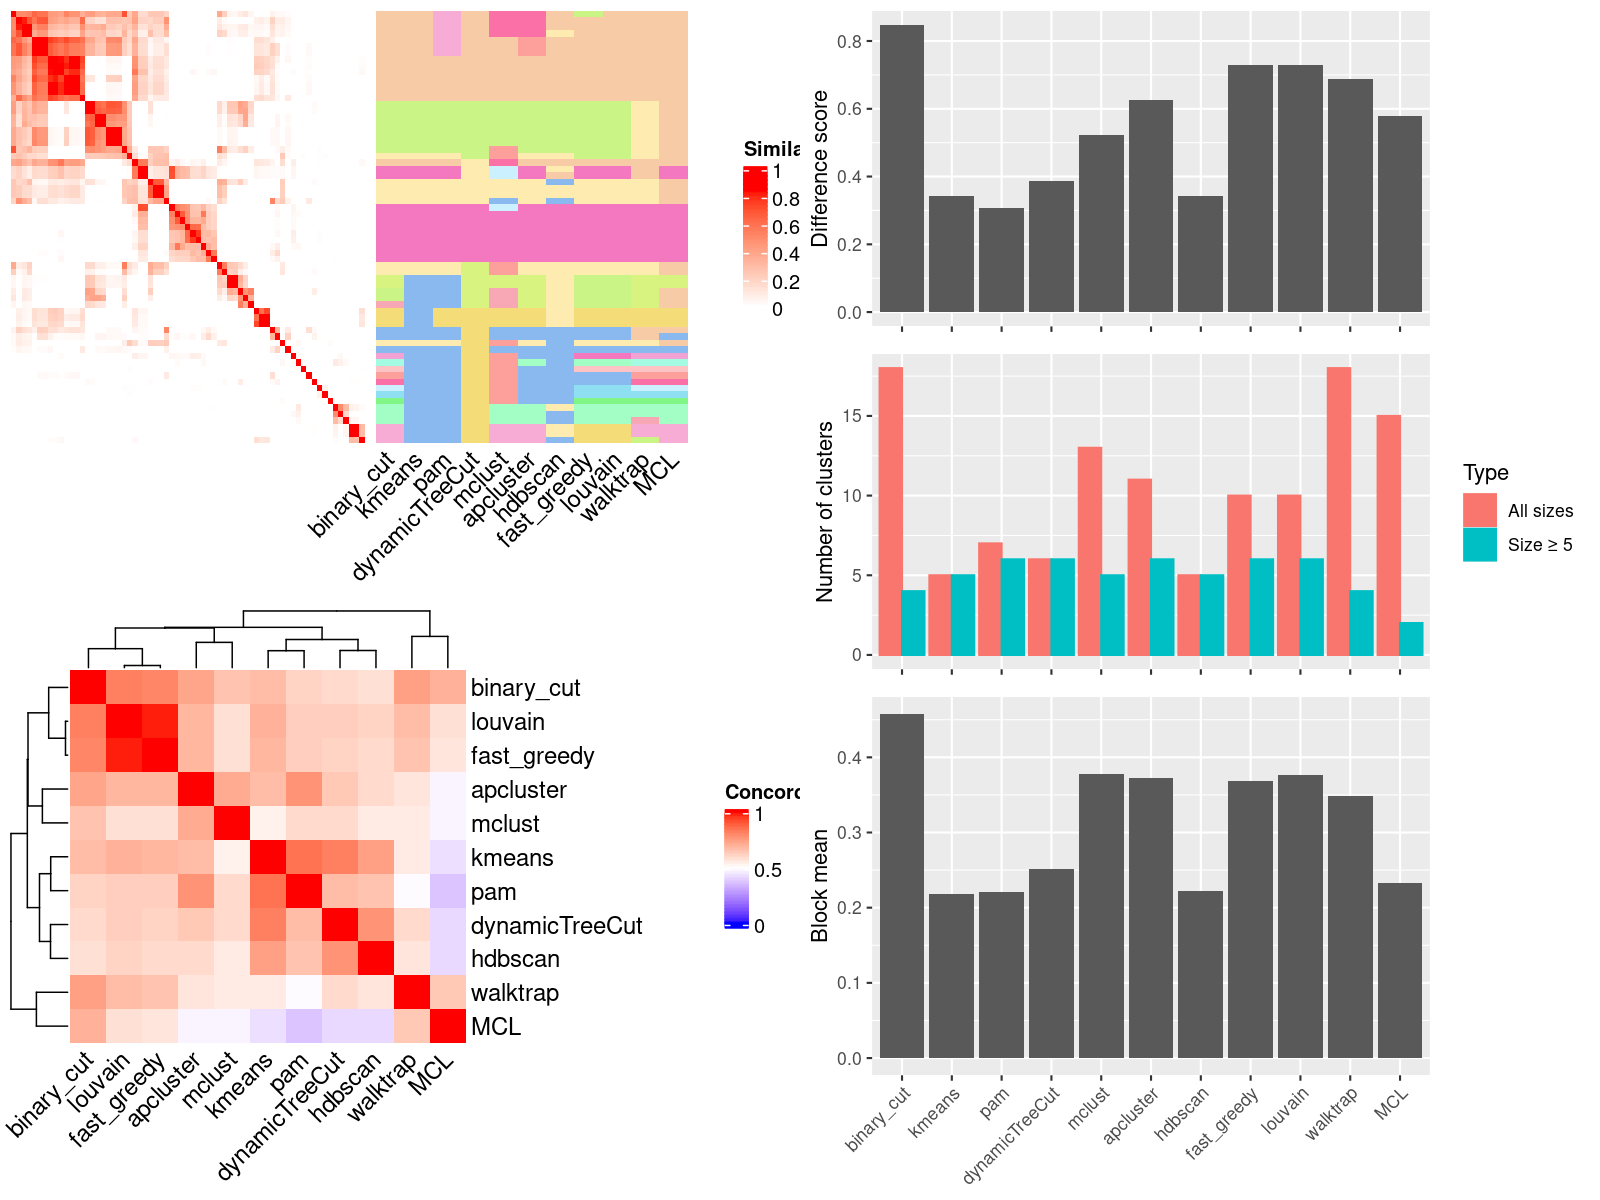 Simila
1
0.8
0.6
0.4
0.2
0
binary_cut
kmeans
pam
dynamicTreeCut
mclust
apcluster
hdbscan
fast_greedy
louvain
walktrap
MCL
Difference score
0.8
0.6
0.4
0.2
0.0
Number of clusters
15
10
5
0
Type
All sizes
Size ≥ 5
binary_cut
louvain
fast_greedy
apcluster
mclust
kmeans
pam
dynamicTreeCut
hdbscan
walktrap
MCL
binary_cut
louvain
fast_greedy
apcluster
mclust
kmeans
pam
dynamicTreeCut
hdbscan
walktrap
MCL
Concord
1
0.5
0
Block mean
0.4
0.3
0.2
0.1
0.0
binary_cut
kmeans
pam
dynamicTreeCut
mclust
apcluster
hdbscan
fast_greedy
louvain
walktrap
MCL